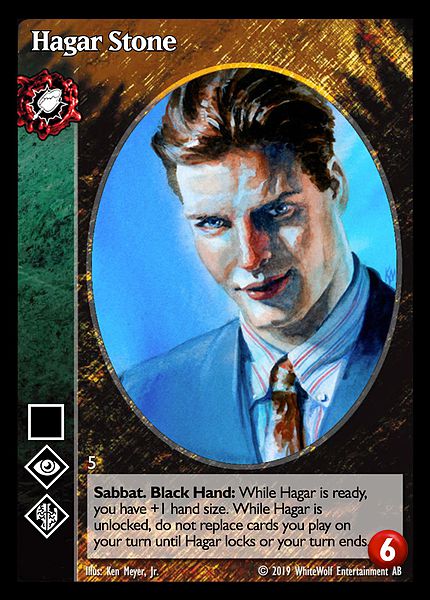 Hagar Stone
5
Sabbat. Black Hand: While Hagar is ready,
you have +1 hand size. While Hagar is
unlocked, do not replace cards you play on
your turn until Hagar locks or your turn ends.
6
Illus: Ken Meyer, Jr.
© 2019 WhiteWolf Entertainment AB